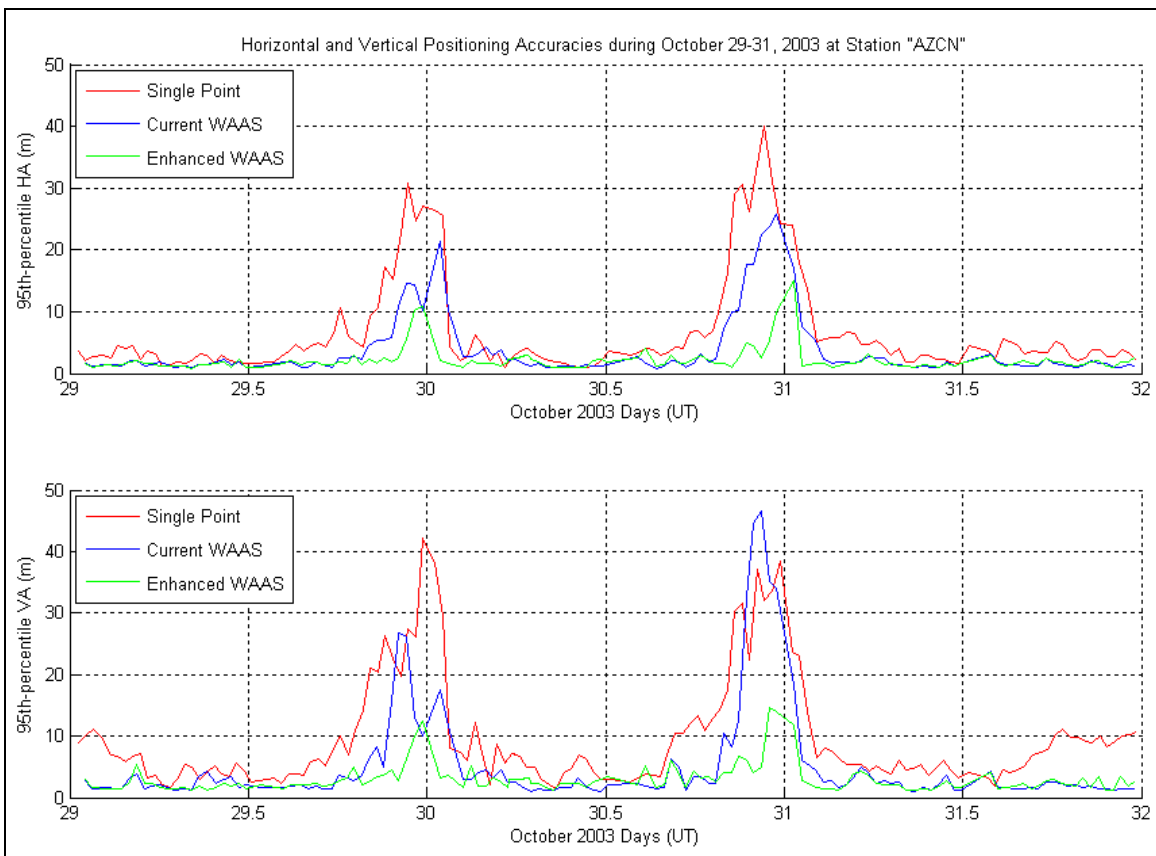 Horizontal and Vertical Positioning Accuracies during October 29-31, 2003 at Station "AZCN"
50
40
30
20
10
0
95th-percentile HA (m)
Single Point
Current WAAS
Enhanced WAAS
29
29.5
30
30.5
31
31.5
32
October 2003 Days (UT)
50
40
30
20
10
0
95th-percentile VA (m)
Single Point
Current WAAS
Enhanced WAAS
29
29.5
30
30.5
31
31.5
32
October 2003 Days (UT)